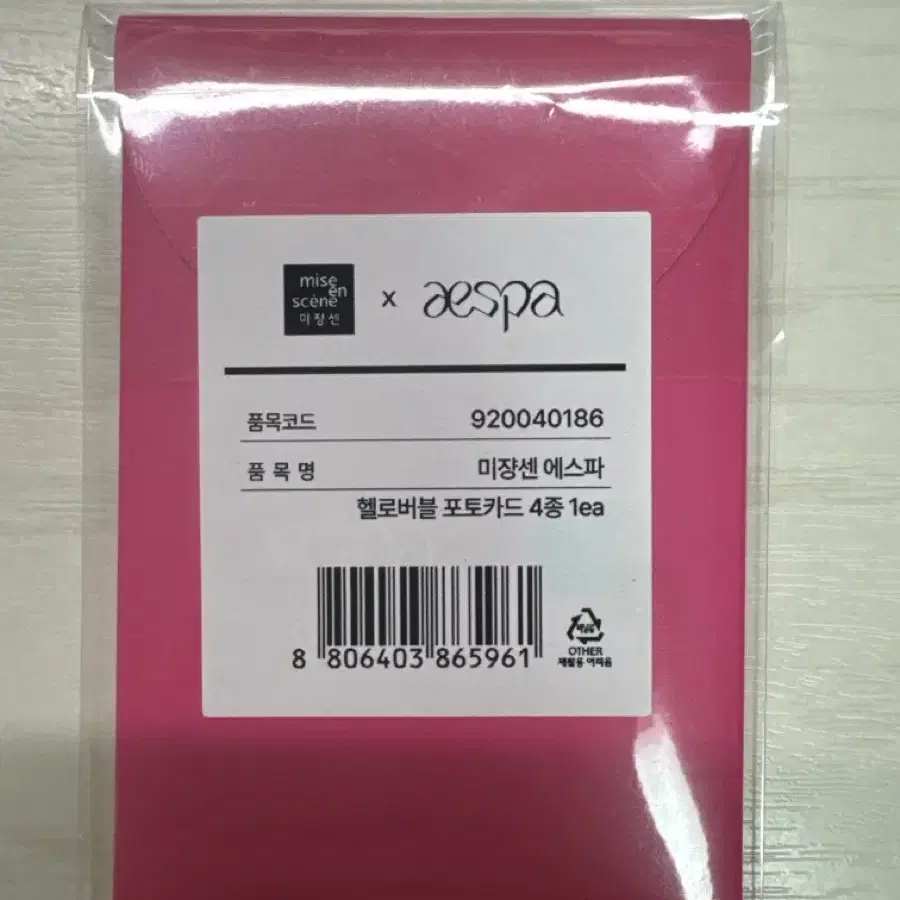 mise
en
scène
미쟝센
x
aespa
품목코드 920040186
품 목 명 미쟝센 에스파
헬로버블 포토카드 4종 1ea
8 806403 865961
OTHER
재활용 어려움